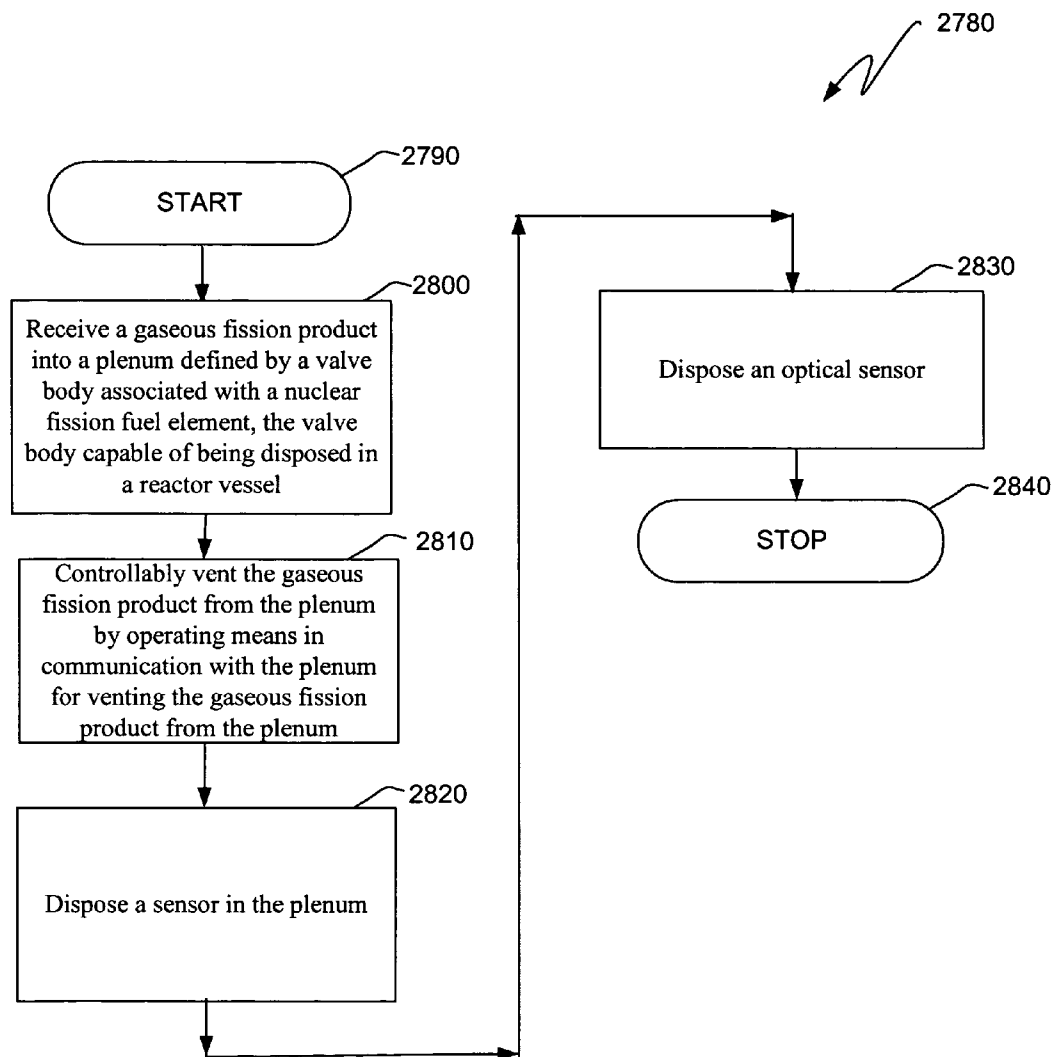 2780
2790
START
2800
Receive a gaseous fission product
into a plenum defined by a valve
body associated with a nuclear
fission fuel element, the valve
body capable of being disposed in
a reactor vessel
2810
Controllably vent the gaseous
fission product from the plenum
by operating means in
communication with the plenum
for venting the gaseous fission
product from the plenum
2820
Dispose a sensor in the plenum
2830
Dispose an optical sensor
2840
STOP